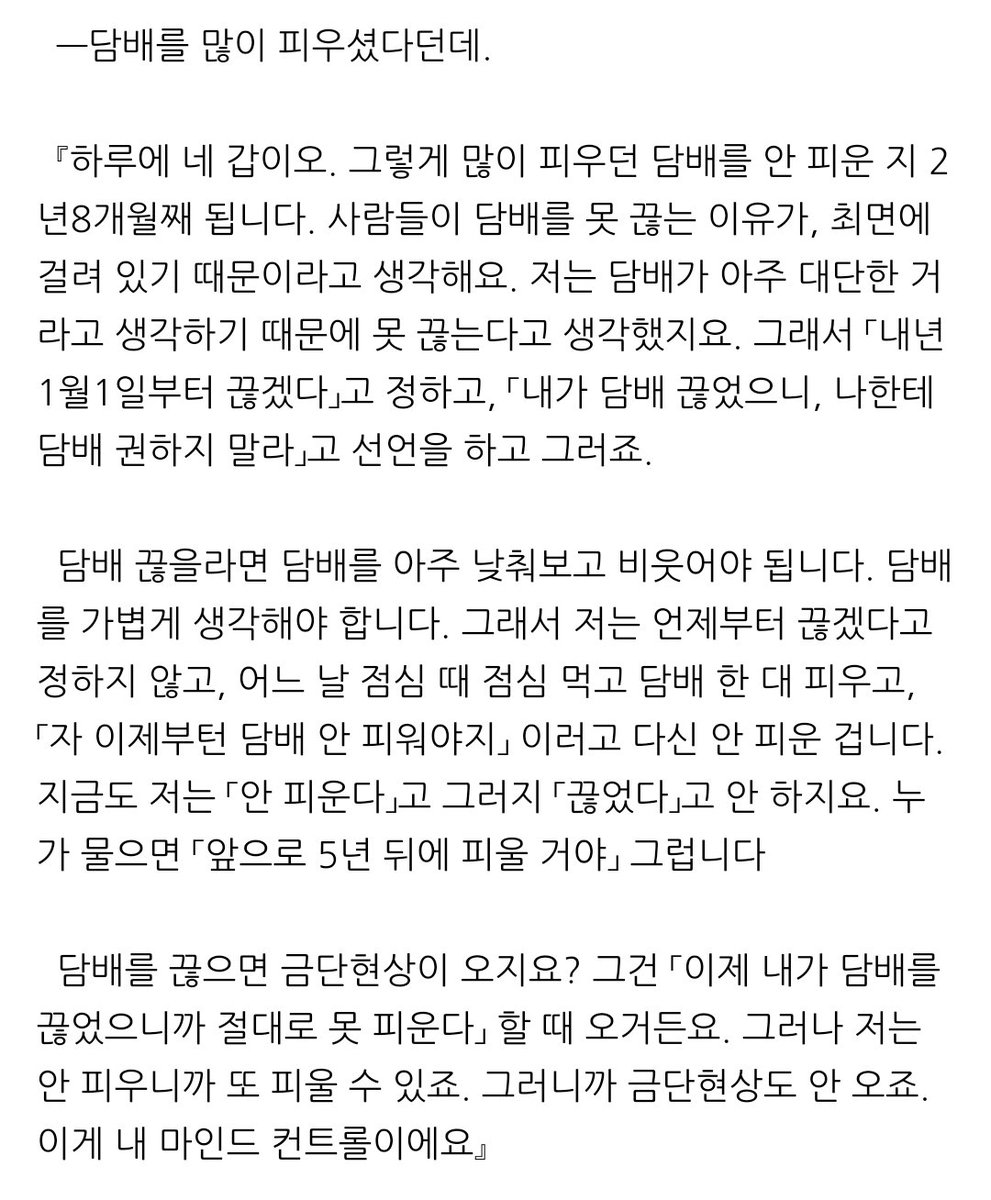 —담배를 많이 피우셨다던데.
『하루에 네 갑이오. 그렇게 많이 피우던 담배를 안 피운 지 2
년8개월째 됩니다. 사람들이 담배를 못 끊는 이유가, 최면에
걸려 있기 때문이라고 생각해요. 저는 담배가 아주 대단한 거
라고 생각하기 때문에 못 끊는다고 생각했지요. 그래서 「내년
1월1일부터 끊겠다」고 정하고, 「내가 담배 끊었으니, 나한테
담배 권하지 말라」고 선언을 하고 그러죠.
담배 끊을라면 담배를 아주 낮춰보고 비웃어야 됩니다. 담배
를 가볍게 생각해야 합니다. 그래서 저는 언제부터 끊겠다고
정하지 않고, 어느 날 점심 때 점심 먹고 담배 한 대 피우고,
「자 이제부턴 담배 안 피워야지」 이러고 다신 안 피운 겁니다.
지금도 저는 「안 피운다」고 그러지 「끊었다」고 안 하지요. 누
가 물으면 「앞으로 5년 뒤에 피울 거야」 그럽니다
담배를 끊으면 금단현상이 오지요? 그건 「이제 내가 담배를
끊었으니까 절대로 못 피운다」 할 때 오거든요. 그러나 저는
안 피우니까 또 피울 수 있죠. 그러니까 금단현상도 안 오죠.
이게 내 마인드 컨트롤이에요』